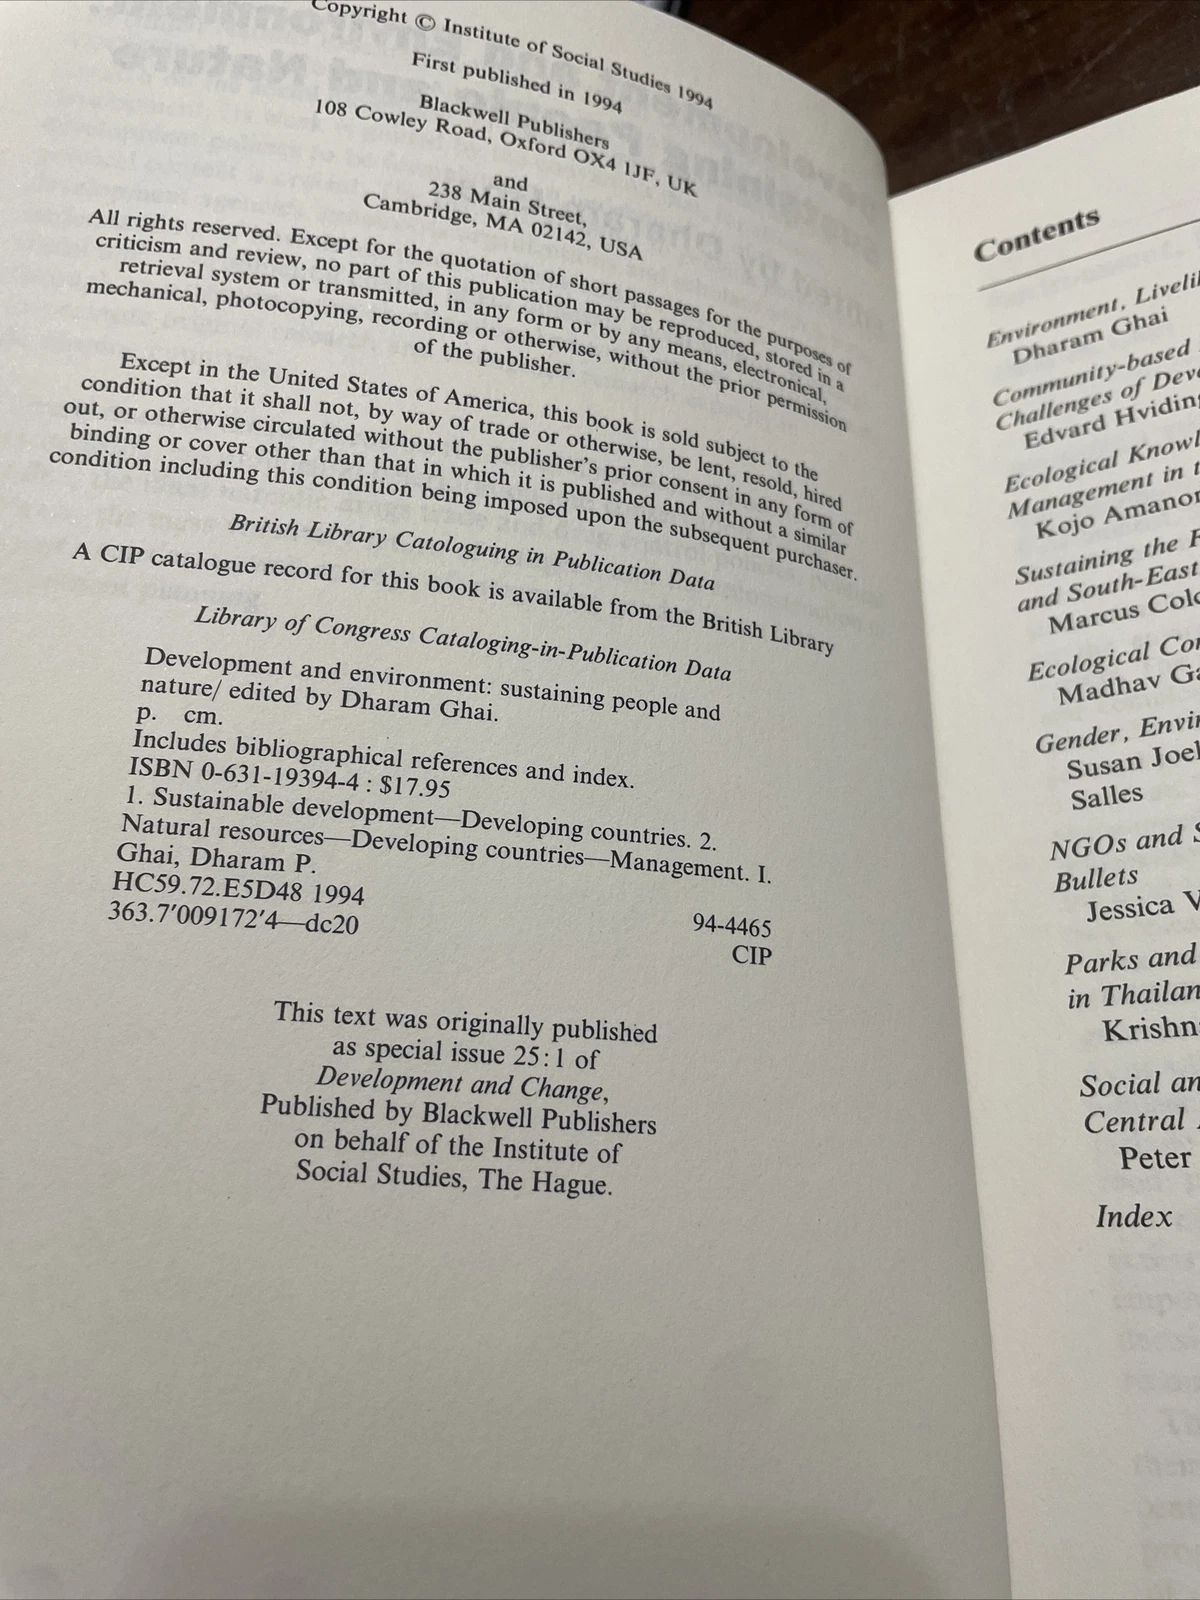 Copyright © Institute of Social Studies 1994
First published in 1994
Blackwell Publishers
108 Cowley Road, Oxford OX4 1JF, UK
and
238 Main Street,
Cambridge, MA 02142, USA
All rights reserved. Except for the quotation of short passages for the purposes of
criticism and review, no part of this publication may be reproduced, stored in a
retrieval system or transmitted, in any form or by any means, electronical,
mechanical, photocopying, recording or otherwise, without the prior permission
of the publisher.
Except in the United States of America, this book is sold subject to the
condition that it shall not, by way of trade or otherwise, be lent, resold, hired
out, or otherwise circulated without the publisher's prior consent in any form of
binding or cover other than that in which it is published and without a similar
condition including this condition being imposed upon the subsequent purchaser.
British Library Catologuing in Publication Data
A CIP catalogue record for this book is available from the British Library
Library of Congress Cataloging-in-Publication Data
Development and environment: sustaining people and
nature/ edited by Dharam Ghai.
p. cm.
Includes bibliographical references and index.
ISBN 0-631-19394-4 : $17.95
1. Sustainable development—Developing countries. 2.
Natural resources—Developing countries—Management. I.
Ghai, Dharam P.
HC59.72.E5D48 1994
363.7'009172'4—dc20 94-4465
CIP
This text was originally published
as special issue 25:1 of
Development and Change,
Published by Blackwell Publishers
on behalf of the Institute of
Social Studies, The Hague.
Contents
Environment,
Dharam Ghai
Community-based
Challenges of
Edvard
Ecological
Management in
Kojo
Sustaining the
and South-East
Marcus
Ecological
Madhav
Gender,
Susan
Salles
NGOs and
Bullets
Jessica
Parks and
in
Social
Central
Peter
Index